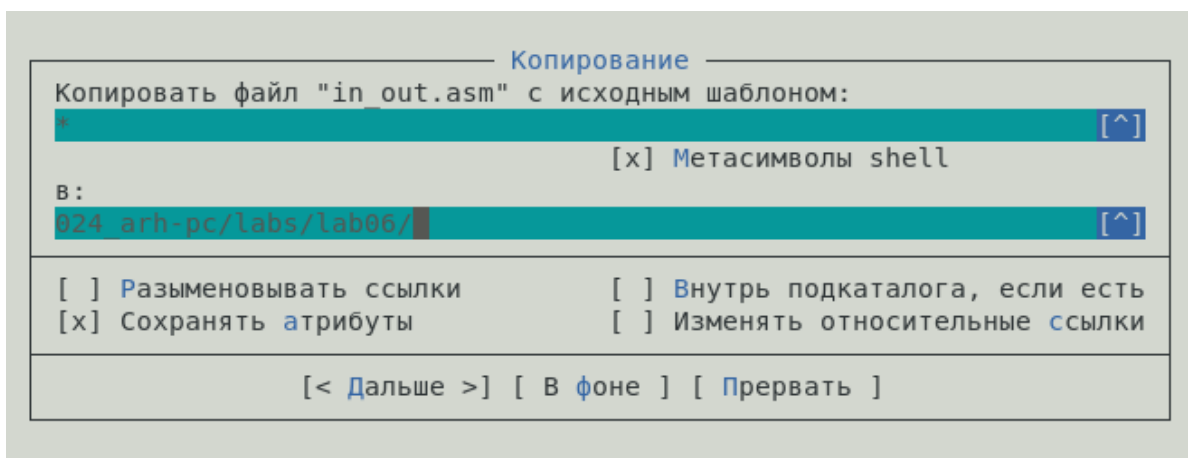 Копирование
Копировать файл "in_out.asm" с исходным шаблоном:
* [^]
[x] Метасимволы shell
в:
024_arh-pc/labs/lab06/ [^]
[ ] Разыменовывать ссылки [ ] Внутрь подкаталога, если есть
[x] Сохранять атрибуты [ ] Изменять относительные ссылки
[< Дальше >] [ В фоне ] [ Прервать ]